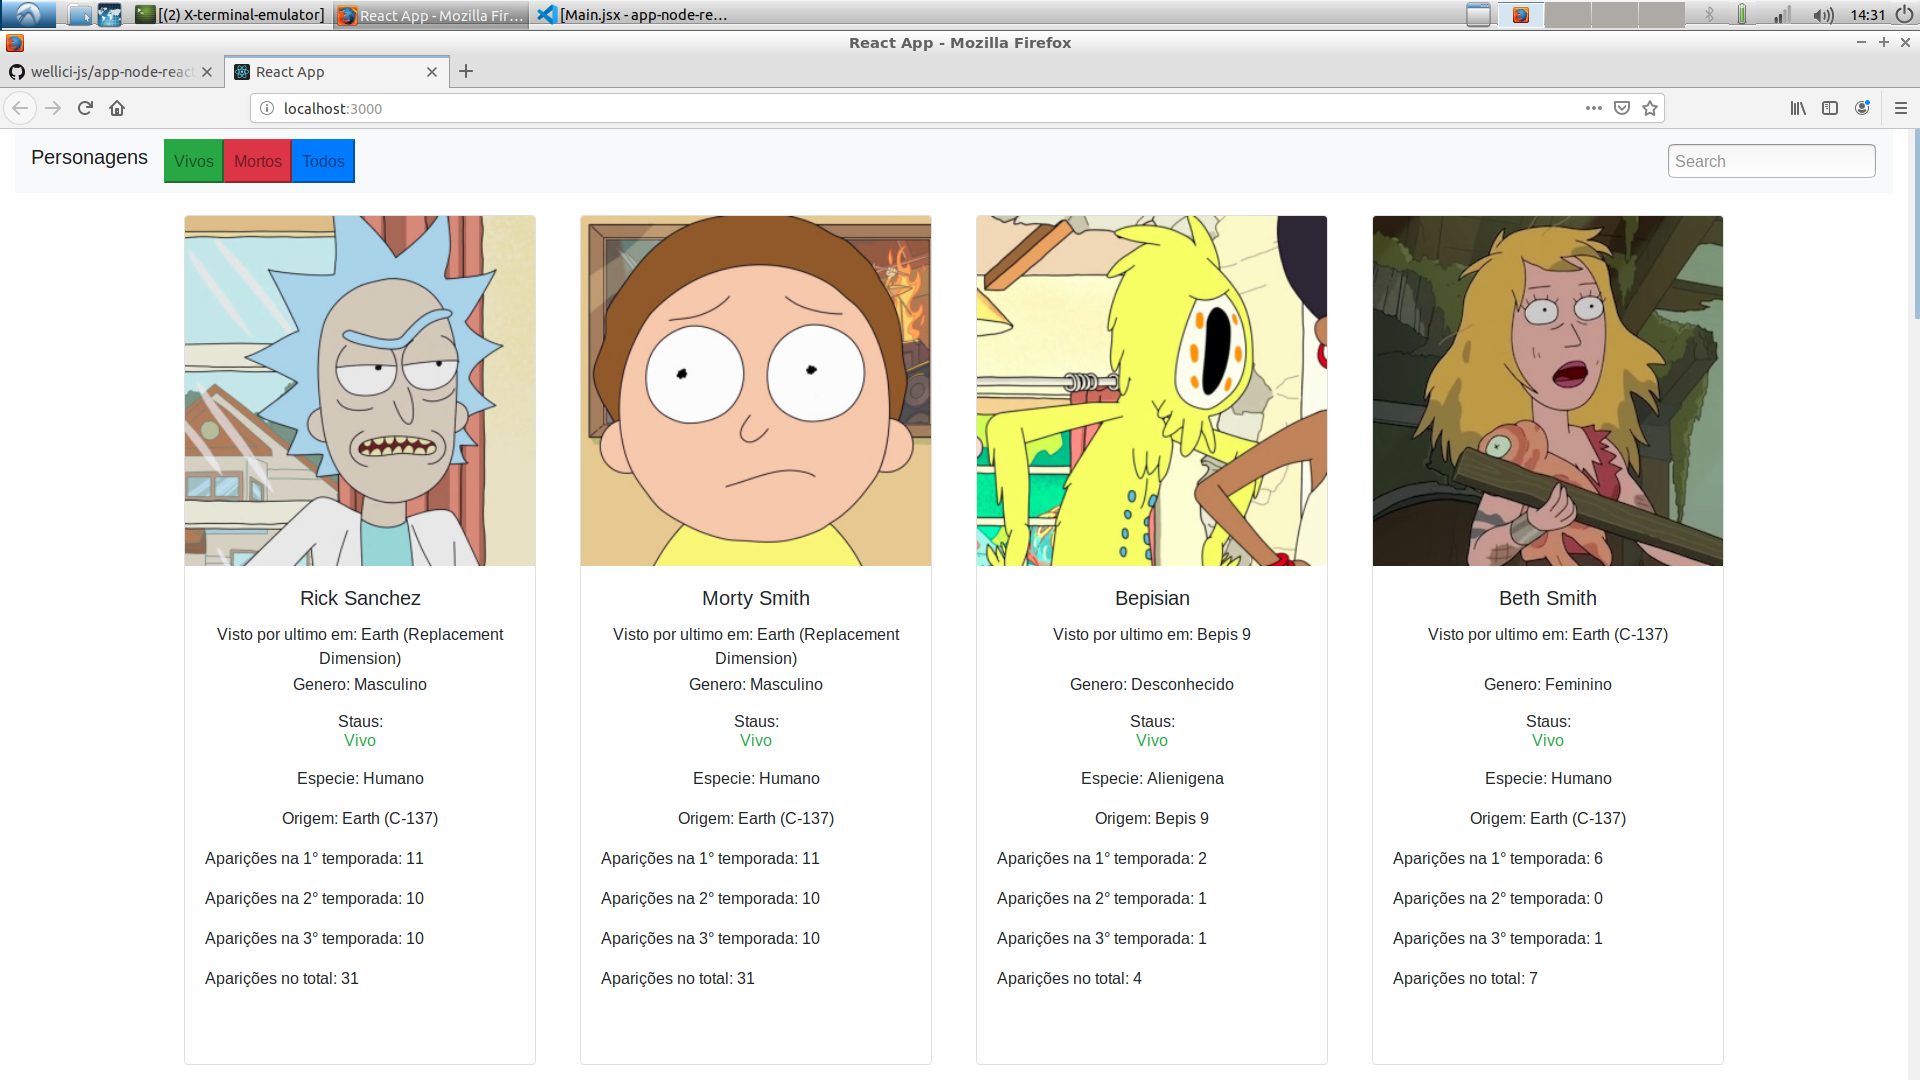 [(2) X-terminal-emulator]
React App - Mozilla Fir...
[Main.jsx - app-node-re...
14:31
React App - Mozilla Firefox
wellici-js/app-node-reac
React App
localhost:3000
Personagens
Vivos
Mortos
Todos
Search
Rick Sanchez
Visto por ultimo em: Earth (Replacement
Dimension)
Genero: Masculino
Staus:
Vivo
Especie: Humano
Origem: Earth (C-137)
Aparições na 1° temporada: 11
Aparições na 2° temporada: 10
Aparições na 3° temporada: 10
Aparições no total: 31
Morty Smith
Visto por ultimo em: Earth (Replacement
Dimension)
Genero: Masculino
Staus:
Vivo
Especie: Humano
Origem: Earth (C-137)
Aparições na 1° temporada: 11
Aparições na 2° temporada: 10
Aparições na 3° temporada: 10
Aparições no total: 31
Bepisian
Visto por ultimo em: Bepis 9
Genero: Desconhecido
Staus:
Vivo
Especie: Alienigena
Origem: Bepis 9
Aparições na 1° temporada: 2
Aparições na 2° temporada: 1
Aparições na 3° temporada: 1
Aparições no total: 4
Beth Smith
Visto por ultimo em: Earth (C-137)
Genero: Feminino
Staus:
Vivo
Especie: Humano
Origem: Earth (C-137)
Aparições na 1° temporada: 6
Aparições na 2° temporada: 0
Aparições na 3° temporada: 1
Aparições no total: 7